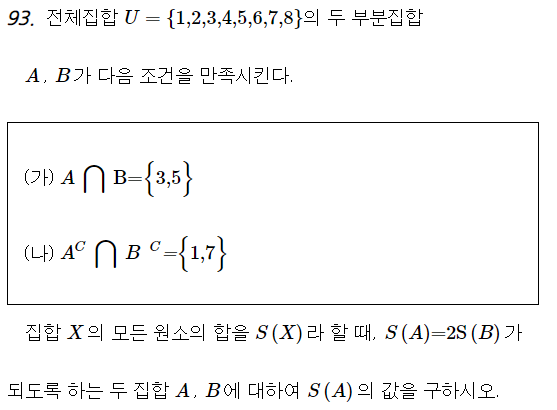 93. 전체집합 U = {1,2,3,4,5,6,7,8}의 두 부분집합
A, B가 다음 조건을 만족시킨다.
(가) A ⋂ B={3,5}
(나) A^C ⋂ B^C={1,7}
집합 X의 모든 원소의 합을 S(X)라 할 때, S(A)=2S(B)가
되도록 하는 두 집합 A, B에 대하여 S(A)의 값을 구하시오.